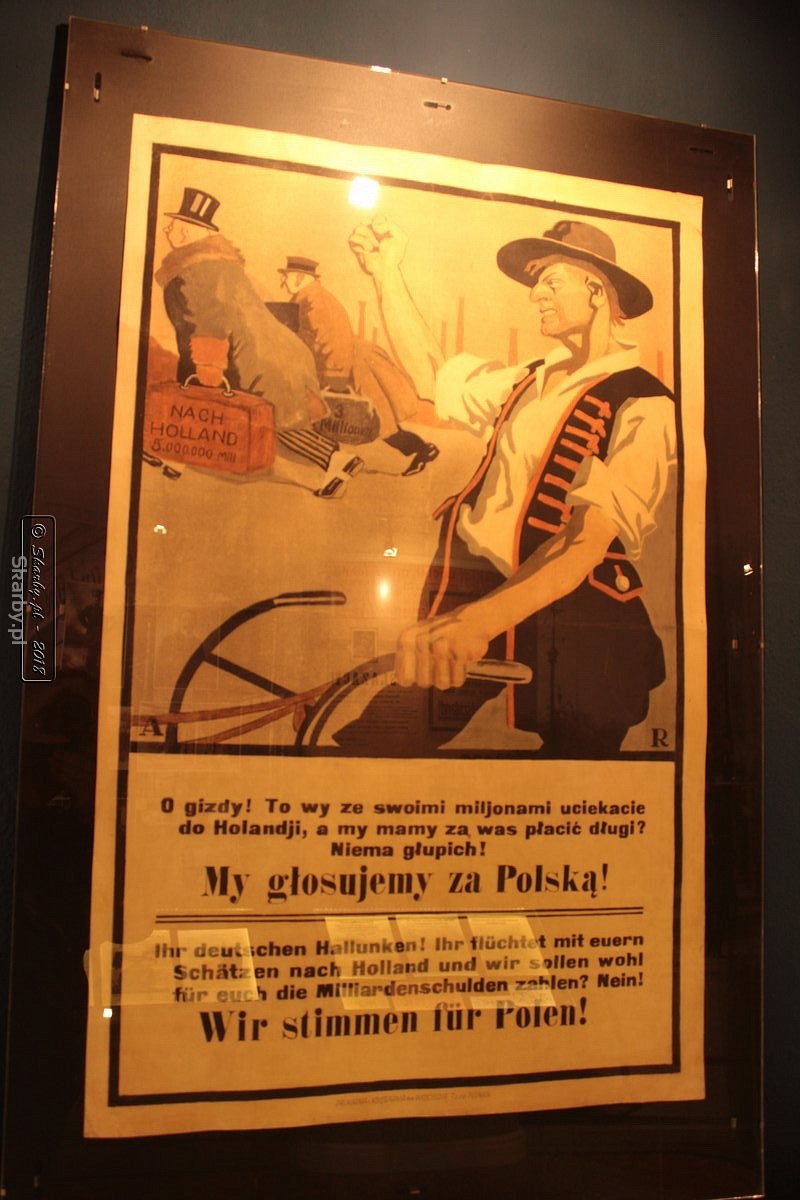 NACH
HOLLAND
5.000.000 Mill
3
Millionen
A
R
O gizdy! To wy ze swoimi miljonami uciekacie
do Holandji, a my mamy za was płacić długi?
Niema głupich!
My głosujemy za Polską!
Ihr deutschen Hallunken! Ihr flüchtet mit euern
Schätzen nach Holland und wir sollen wohl
für euch die Milliardenschulden zahlen? Nein!
Wir stimmen für Polen!
© Skarby.pl - 2018
Skarby.pl